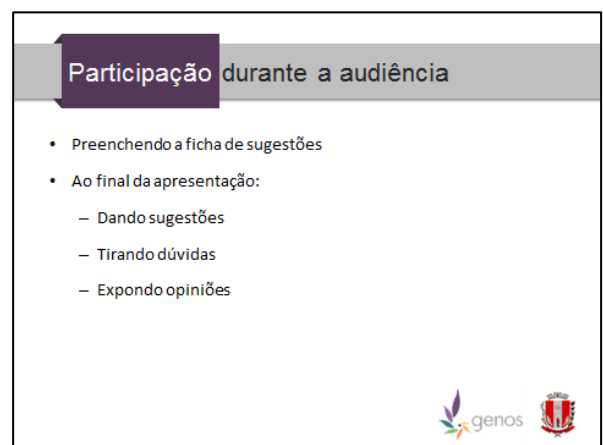 Participação durante a audiência
• Preenchendo a ficha de sugestões
• Ao final da apresentação:
– Dando sugestões
– Tirando dúvidas
– Expondo opiniões
genos